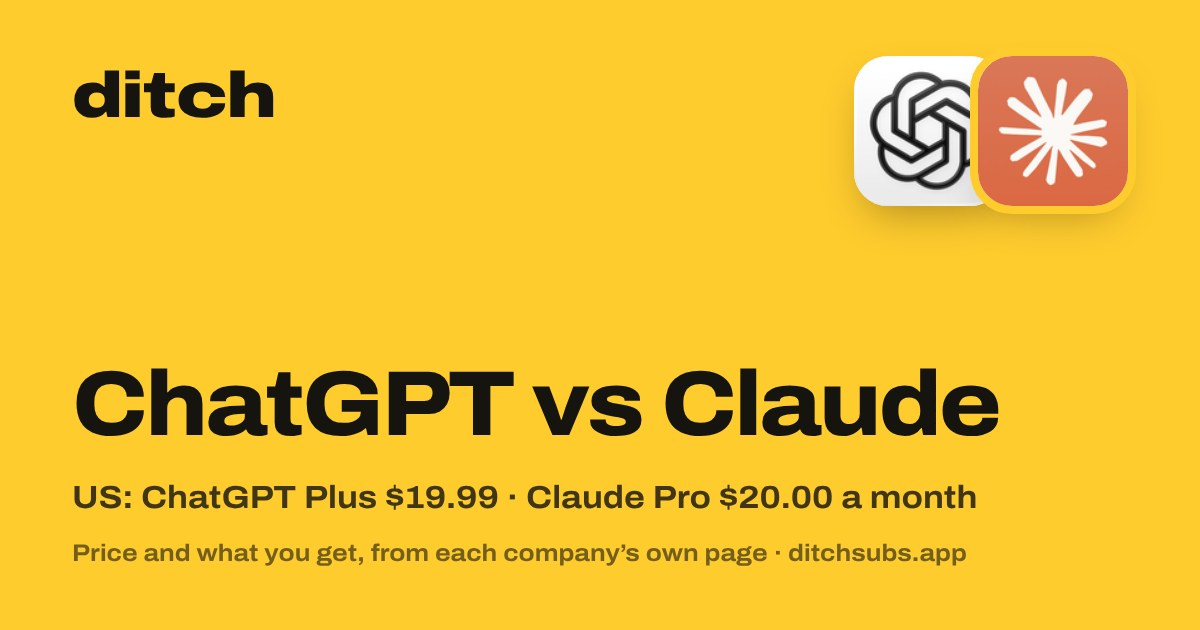 ditch
ChatGPT vs Claude
US: ChatGPT Plus $19.99 · Claude Pro $20.00 a month
Price and what you get, from each company’s own page · ditchsubs.app